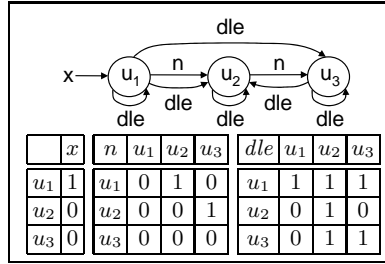 dle
x u1 n u2 n u3
dle dle
dle dle dle
x n u1 u2 u3 dle u1 u2 u3
u1 1 u1 0 1 0 u1 1 1 1
u2 0 u2 0 0 1 u2 0 1 0
u3 0 u3 0 0 0 u3 0 1 1